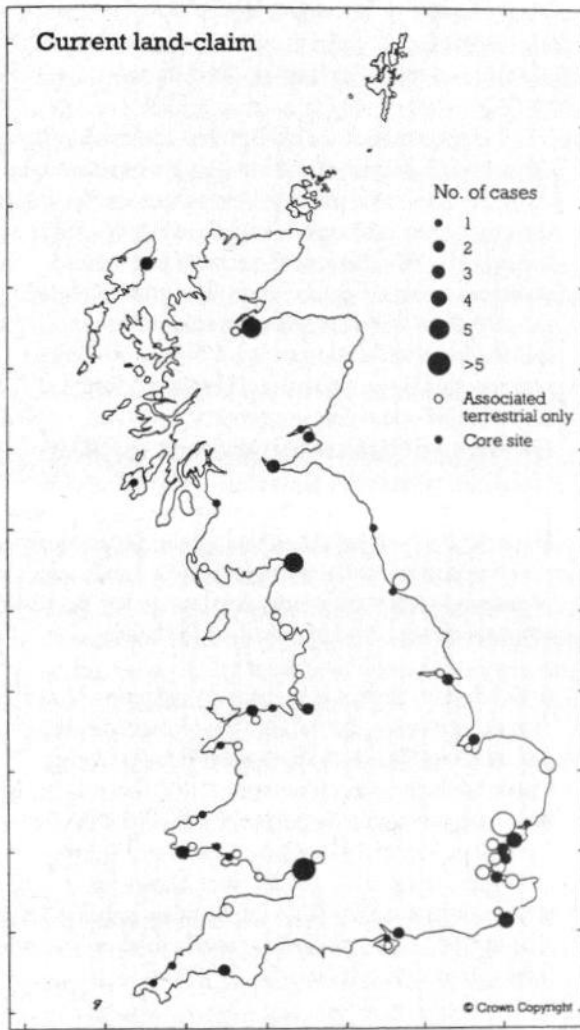 Current land-claim
No. of cases
1
2
3
4
5
>5
Associated
terrestrial only
Core site
© Crown Copyright